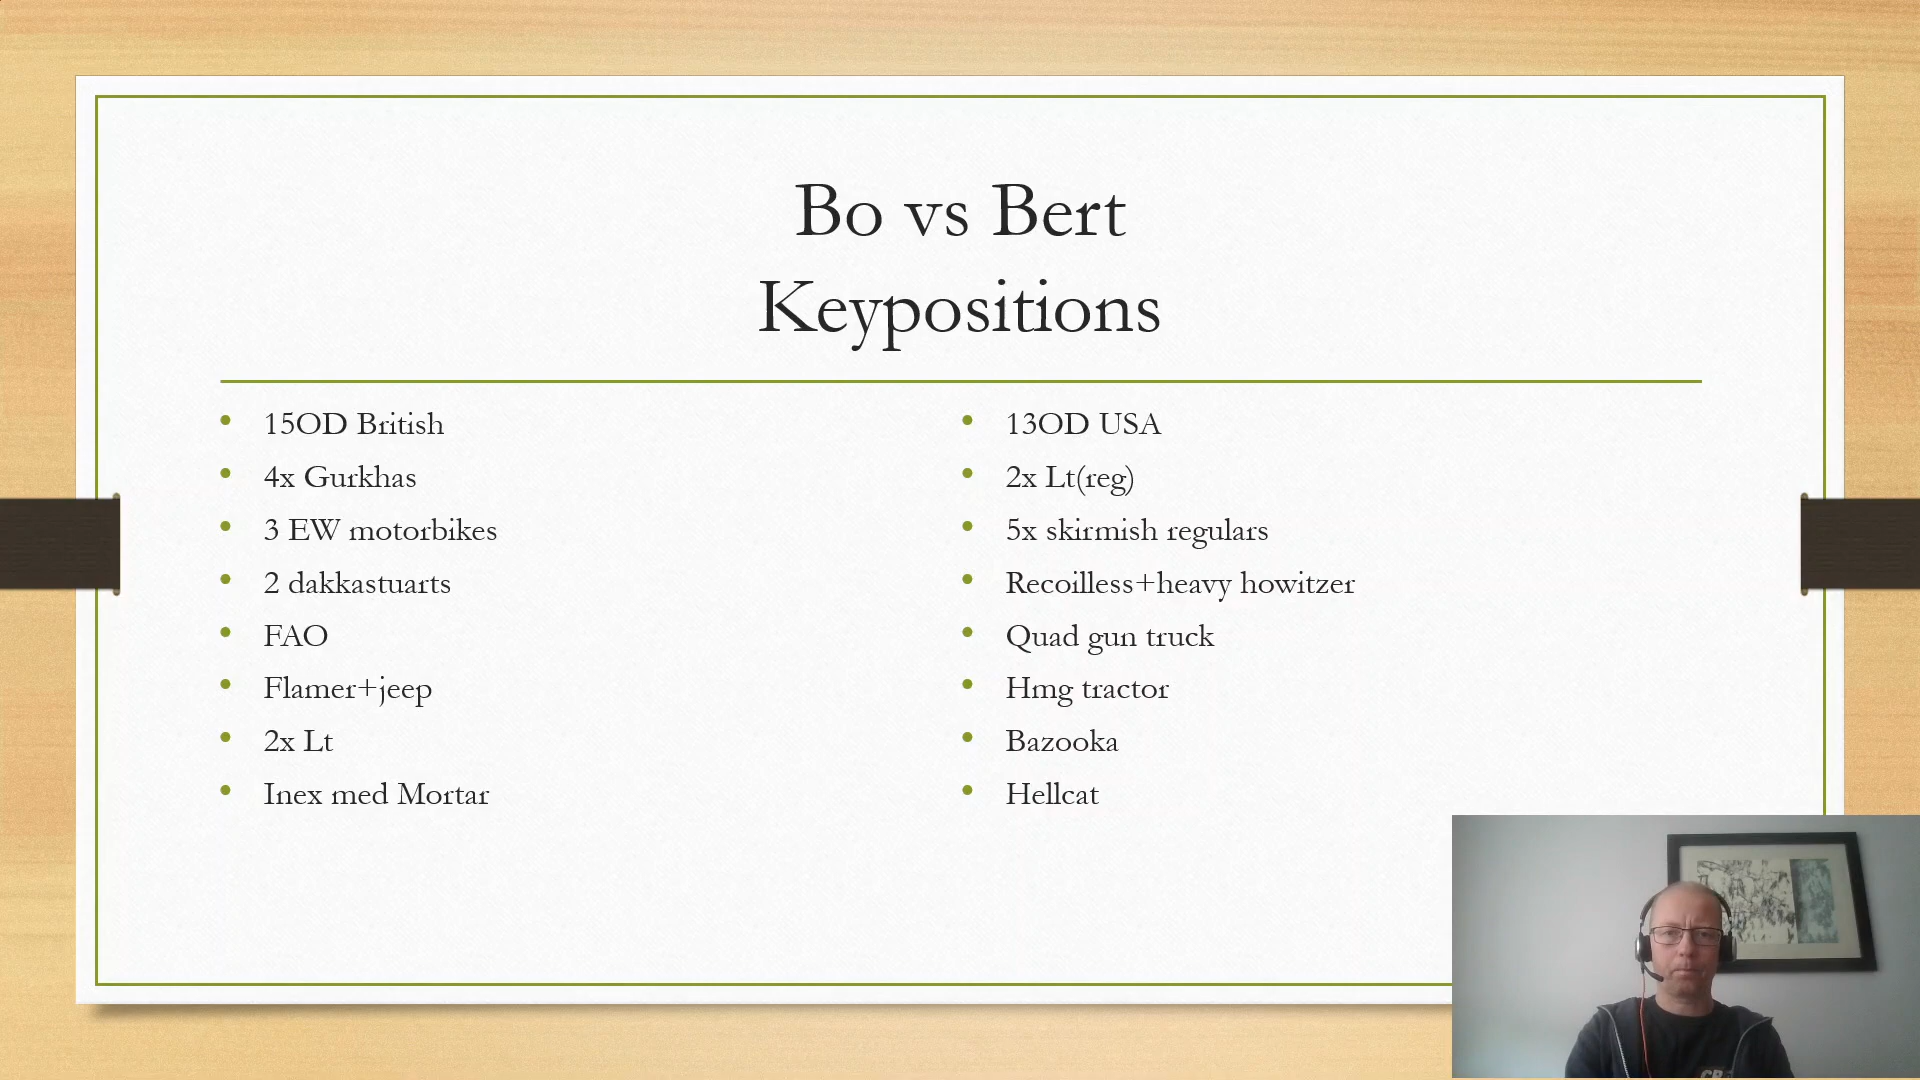 Bo vs Bert
Keypositions
15OD British
4x Gurkhas
3 EW motorbikes
2 dakkastuarts
FAO
Flamer+jeep
2x Lt
Inex med Mortar
13OD USA
2x Lt(reg)
5x skirmish regulars
Recoilless+heavy howitzer
Quad gun truck
Hmg tractor
Bazooka
Hellcat